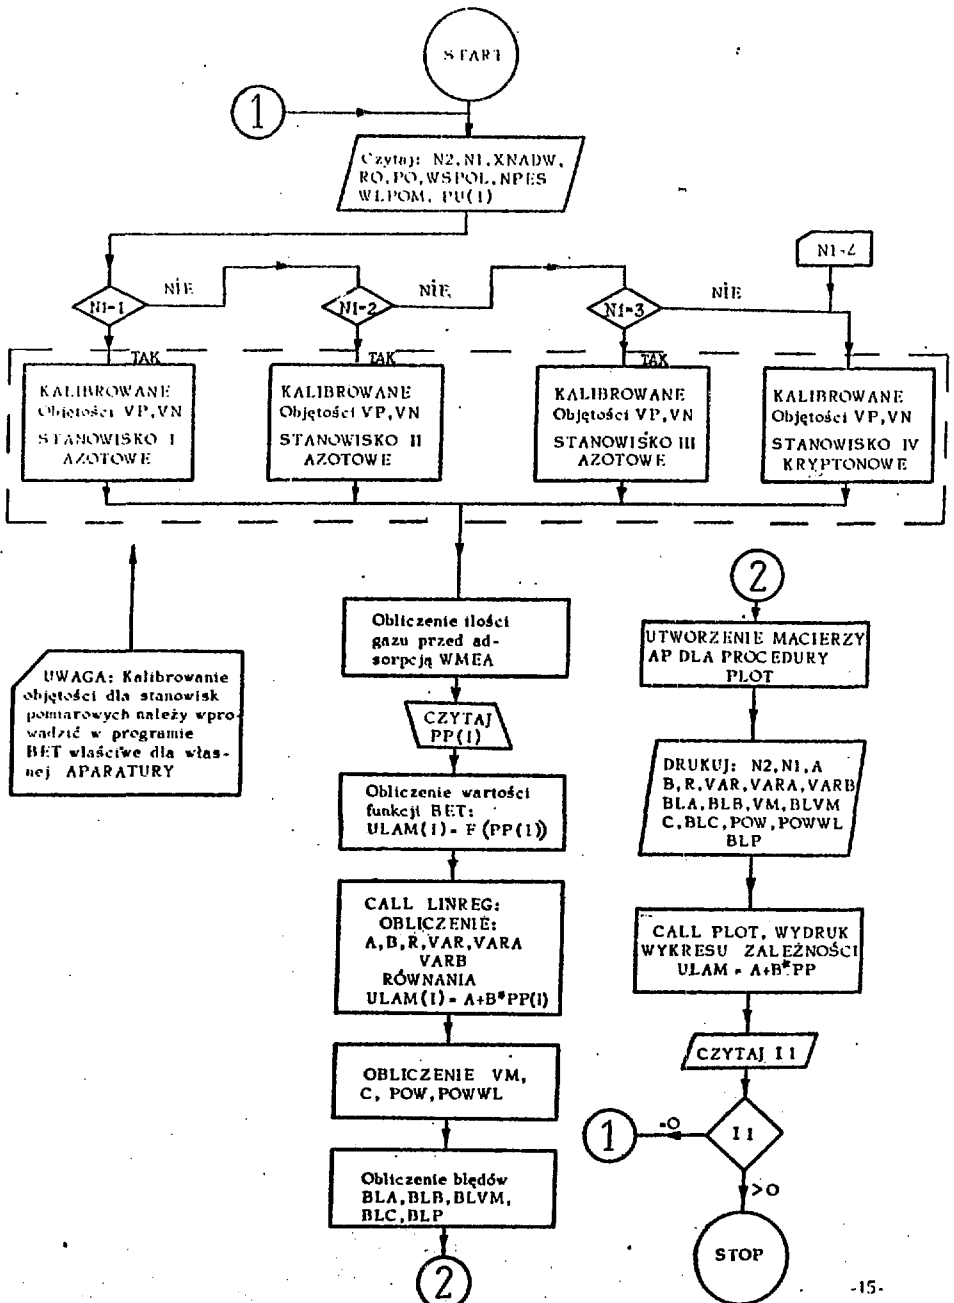 START
1
Czytaj: N2,N1,XNADW,
RO,PO,WSPOL,NPES
WLPOM, PU(I)
N1=1
NIE
N1=2
NIE
N1=3
NIE
N1-4
TAK
KALIBROWANE
Objętości VP,VN
STANOWISKO I
AZOTOWE
TAK
KALIBROWANE
Objętości VP,VN
STANOWISKO II
AZOTOWE
TAK
KALIBROWANE
Objętości VP,VN
STANOWISKO III
AZOTOWE
KALIBROWANE
Objętości VP,VN
STANOWISKO IV
KRYPTONOWE
UWAGA: Kalibrowanie
objętości dla stanowisk
pomiarowych należy wpro-
wadzić w programie
BET właściwe dla włas-
nej APARATURY
Obliczenie ilości
gazu przed ad-
sorpcją WMEA
CZYTAJ
PP(I)
Obliczenie wartości
funkcji BET:
ULAM(I)= F(PP(I))
CALL LINREG:
OBLICZENIE:
A,B,R,VAR,VARA
VARB
RÓWNANIA
ULAM(I)= A+B*PP(I)
OBLICZENIE VM,
C, POW, POWWL
Obliczenie błędów
BLA,BLB,BLVM,
BLC,BLP
2
2
UTWORZENIE MACIERZY
AP DLA PROCEDURY
PLOT
DRUKUJ: N2,N1,A
B,R,VAR,VARA,VARB
BLA,BLB,VM,BLVM
C,BLC,POW,POWWL
BLP
CALL PLOT, WYDRUK
WYKRESU ZALEŻNOŚCI
ULAM = A+B*PP
CZYTAJ I1
I1
=0
1
>0
STOP
-15-